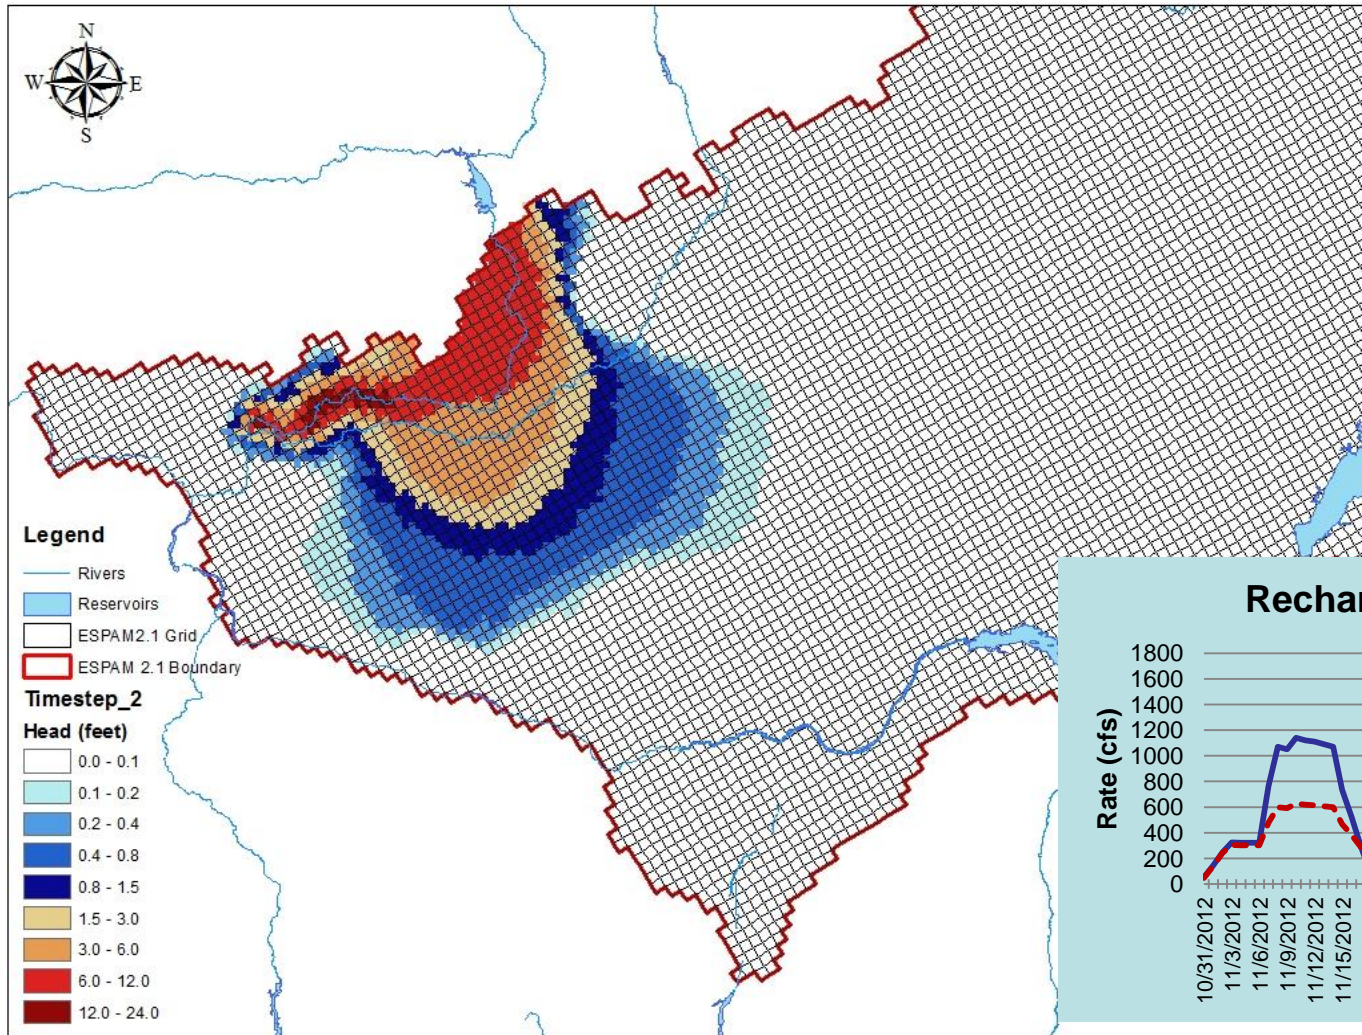 N
W E
S
Legend
Rivers
Reservoirs
ESPAM2.1 Grid
ESPAM 2.1 Boundary
Timestep_2
Head (feet)
0.0 - 0.1
0.1 - 0.2
0.2 - 0.4
0.4 - 0.8
0.8 - 1.5
1.5 - 3.0
3.0 - 6.0
6.0 - 12.0
12.0 - 24.0
Rechar
Rate (cfs)
1800
1600
1400
1200
1000
800
600
400
200
0
10/31/2012
11/3/2012
11/6/2012
11/9/2012
11/12/2012
11/15/2012